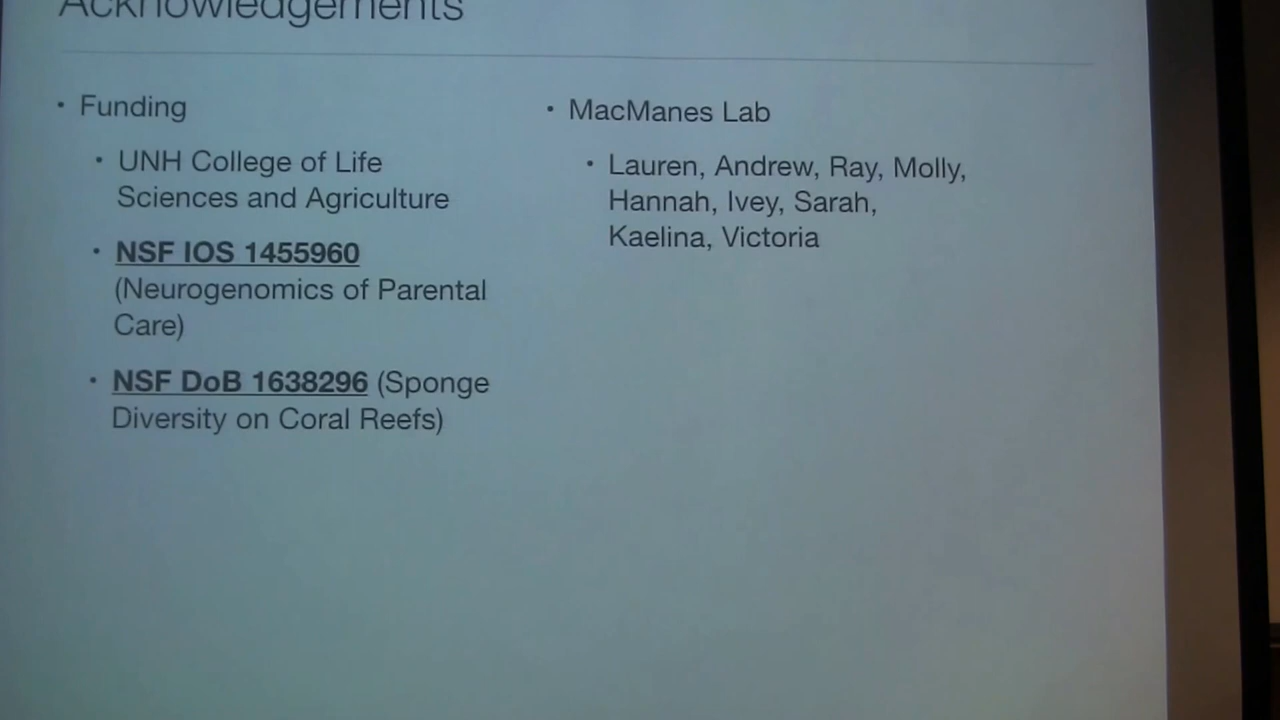 Acknowledgements
• Funding
• UNH College of Life
Sciences and Agriculture
• NSF IOS 1455960
(Neurogenomics of Parental
Care)
• NSF DoB 1638296 (Sponge
Diversity on Coral Reefs)
• MacManes Lab
• Lauren, Andrew, Ray, Molly,
Hannah, Ivey, Sarah,
Kaelina, Victoria